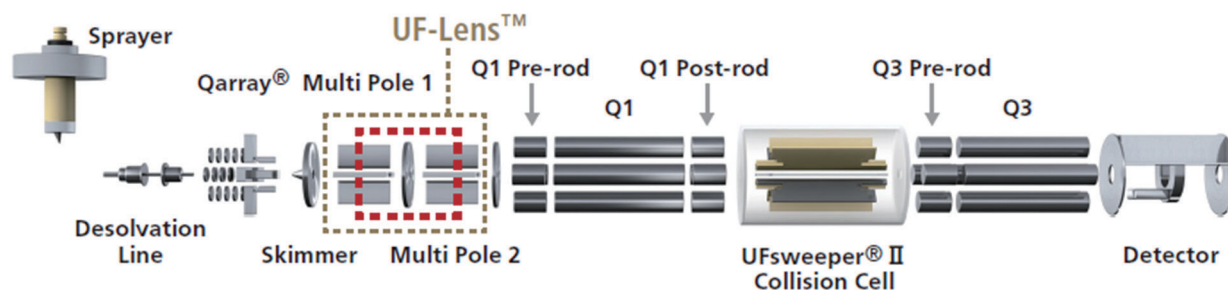 Sprayer
UF-Lens™
Qarray® Multi Pole 1
Q1 Pre-rod
Q1 Post-rod
Q3 Pre-rod
Q1
Q3
Desolvation
Line
Skimmer
Multi Pole 2
UFsweeper® II
Collision Cell
Detector